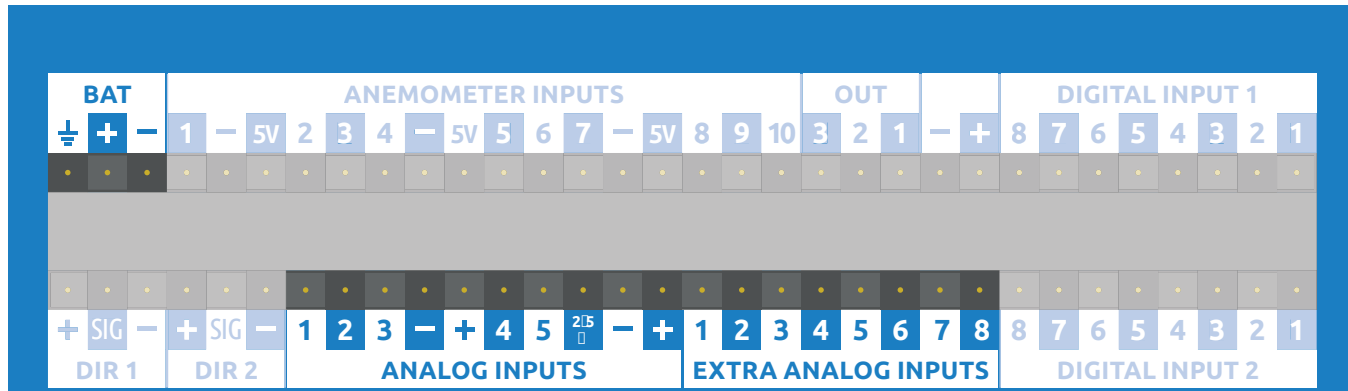 BAT ANEMOMETER INPUTS OUT DIGITAL INPUT 1
⏚ + − 1 − 5V 2 3 4 − 5V 5 6 7 − 5V 8 9 10 3 2 1 − + 8 7 6 5 4 3 2 1
+ SIG − + SIG − 1 2 3 − + 4 5 2▯5▯ − + 1 2 3 4 5 6 7 8 8 7 6 5 4 3 2 1
DIR 1 DIR 2 ANALOG INPUTS EXTRA ANALOG INPUTS DIGITAL INPUT 2